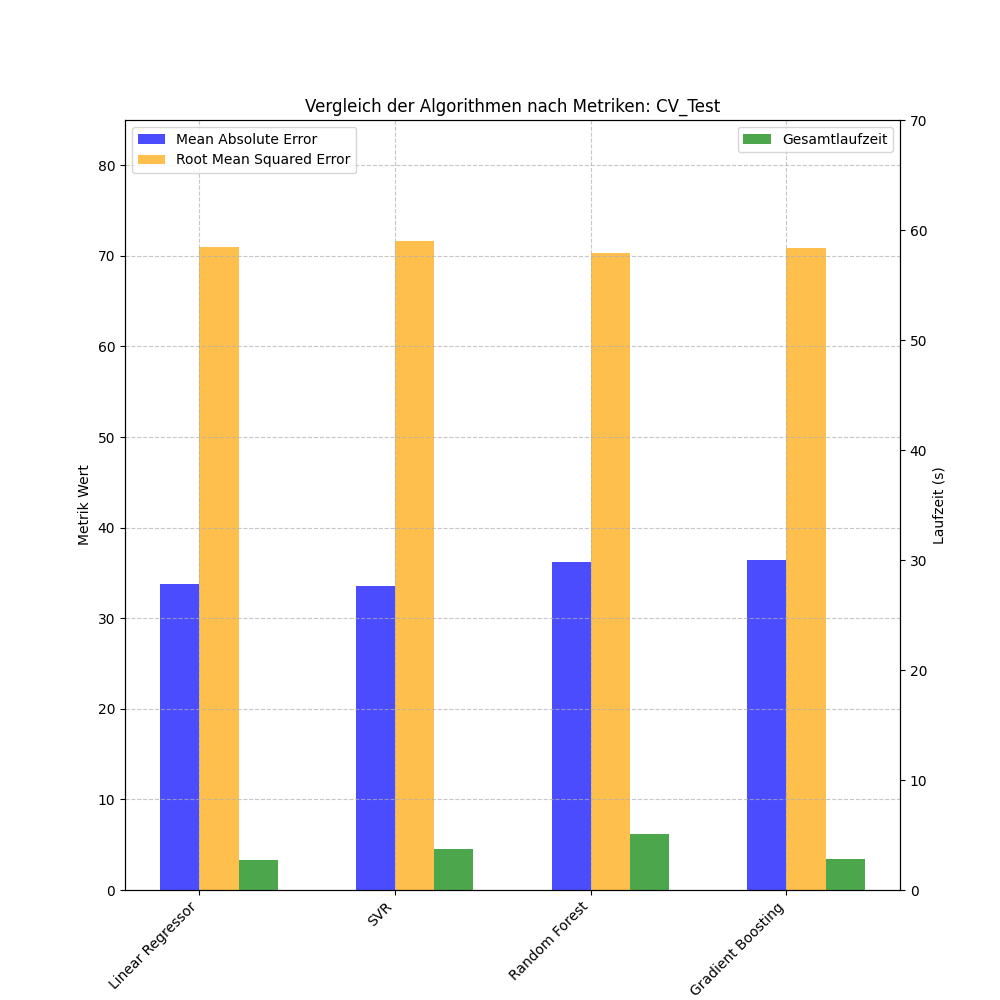 Vergleich der Algorithmen nach Metriken: CV_Test
Mean Absolute Error
Root Mean Squared Error
Gesamtlaufzeit
Metrik Wert
80
70
60
50
40
30
20
10
0
Laufzeit (s)
70
60
50
40
30
20
10
0
Linear Regressor
SVR
Random Forest
Gradient Boosting